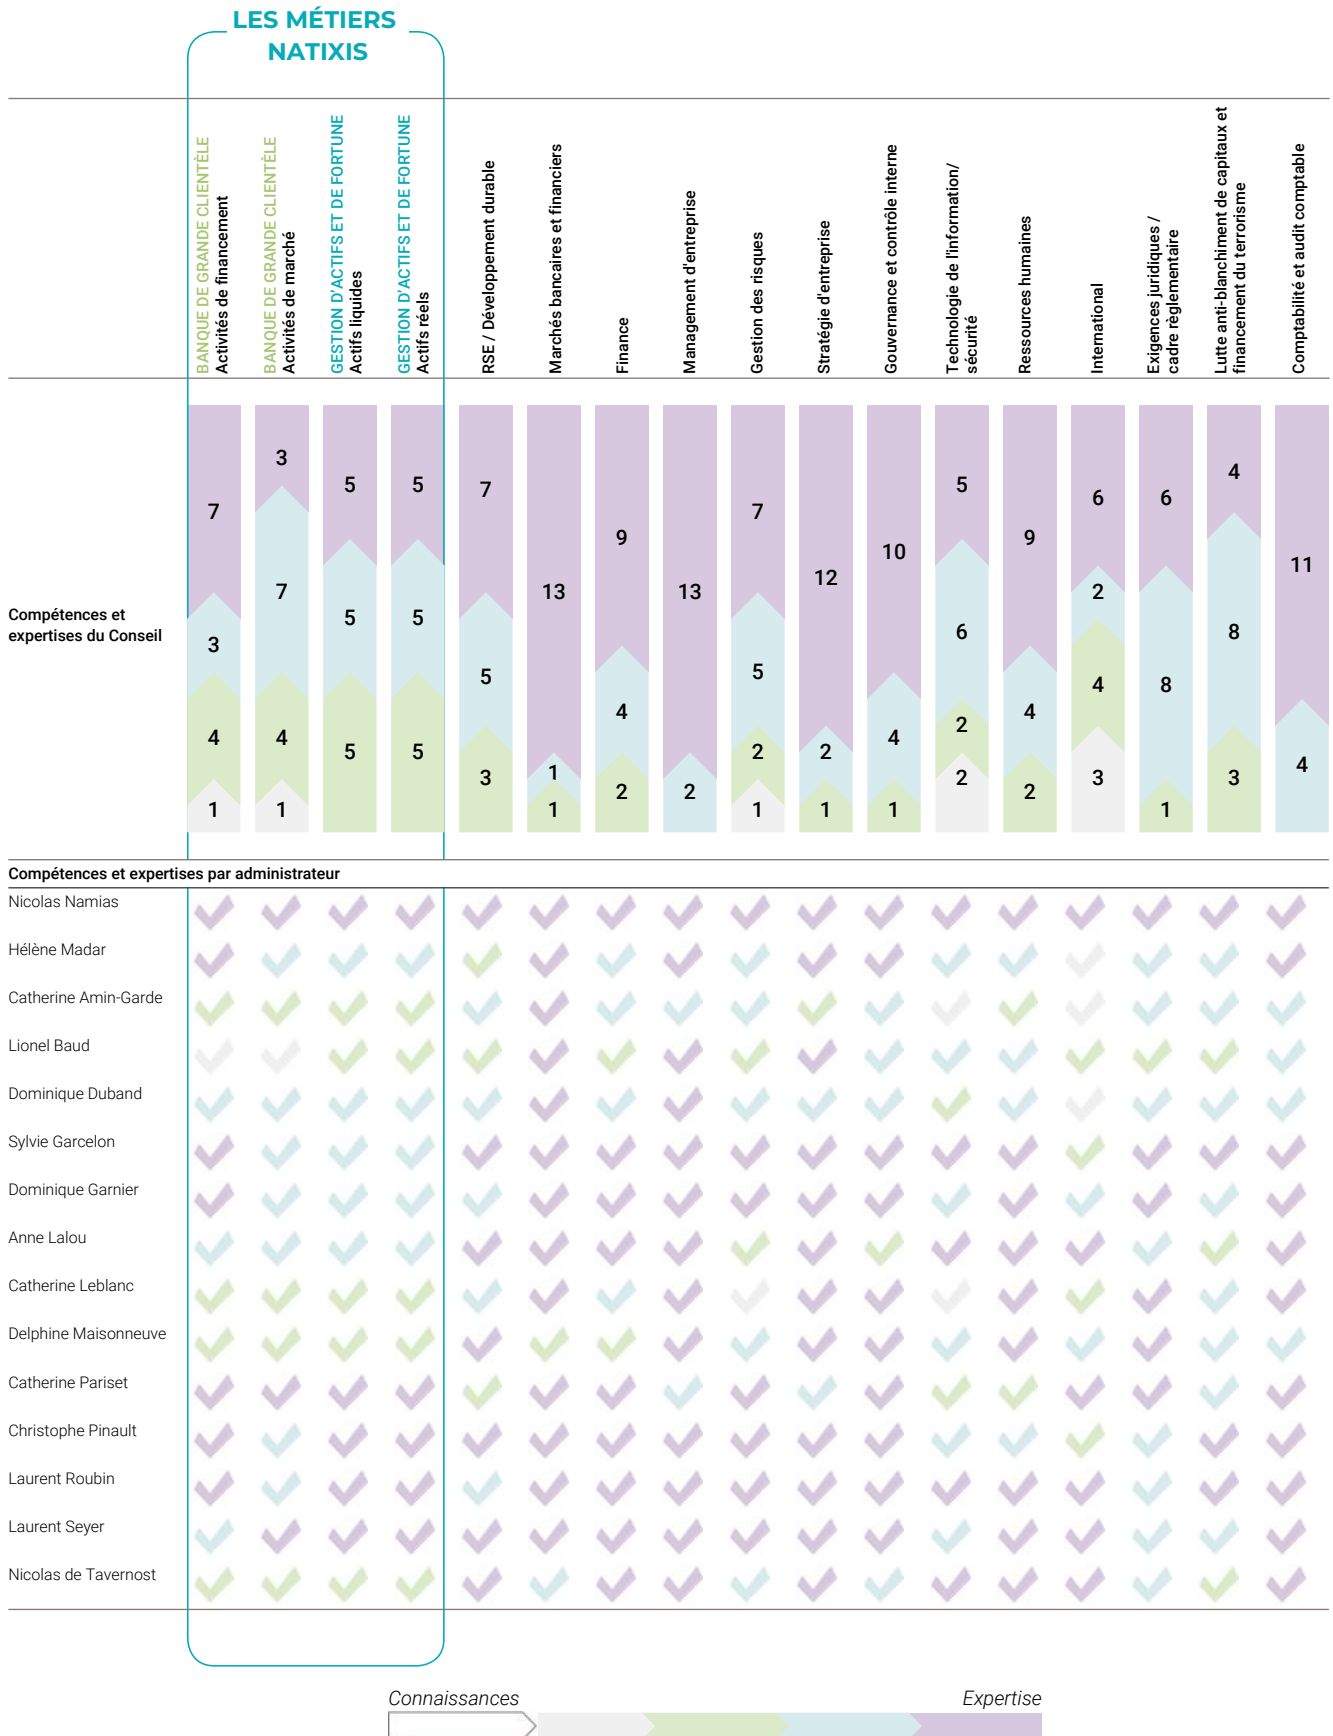 LES MÉTIERS
NATIXIS
BANQUE DE GRANDE CLIENTÈLE
Activités de financement
BANQUE DE GRANDE CLIENTÈLE
Activités de marché
GESTION D'ACTIFS ET DE FORTUNE
Actifs liquides
GESTION D'ACTIFS ET DE FORTUNE
Actifs réels
RSE / Développement durable
Marchés bancaires et financiers
Finance
Management d'entreprise
Gestion des risques
Stratégie d'entreprise
Gouvernance et contrôle interne
Technologie de l'information/
sécurité
Ressources humaines
International
Exigences juridiques /
cadre règlementaire
Lutte anti-blanchiment de capitaux et
financement du terrorisme
Comptabilité et audit comptable
Compétences et
expertises du Conseil
7 3 4 1
3 7 4 1
5 5 5
5 5 5
7 5 3
13 1 1
9 4 2
13 2
7 5 2 1
12 2 1
10 4 1
5 6 2 2
9 4 2
6 2 4 3
6 8 1
4 8 3
11 4
Compétences et expertises par administrateur
Nicolas Namias
Hélène Madar
Catherine Amin-Garde
Lionel Baud
Dominique Duband
Sylvie Garcelon
Dominique Garnier
Anne Lalou
Catherine Leblanc
Delphine Maisonneuve
Catherine Pariset
Christophe Pinault
Laurent Roubin
Laurent Seyer
Nicolas de Tavernost
Connaissances Expertise